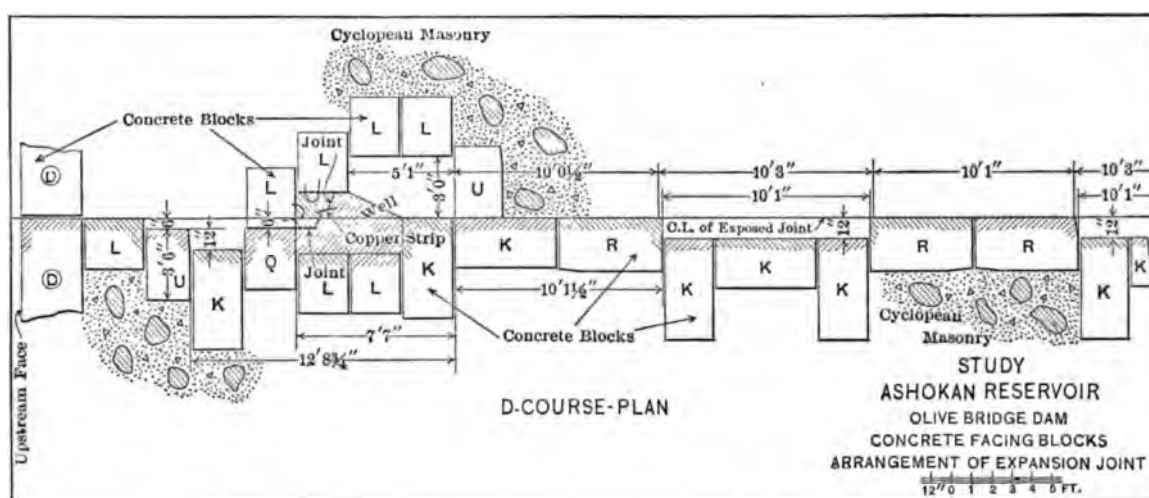 Cyclopean Masonry
Concrete Blocks
Joint
L
L
L
L
D
U
5'1"
3'0"
10'0½"
10'3"
10'1"
10'3"
10'1"
10'1"
Well
C.L. of Exposed Joint
12"
12"
Copper Strip
L
U
3'6"
12"
K
Q
Joint
L
L
K
K
R
10'1½"
K
K
K
R
R
K
K
D
Concrete Blocks
7'7"
12'8¾"
Cyclopean
Masonry
Upstream Face
D-COURSE-PLAN
STUDY
ASHOKAN RESERVOIR
OLIVE BRIDGE DAM
CONCRETE FACING BLOCKS
ARRANGEMENT OF EXPANSION JOINT
12" 0 1 2 3 4 5 FT.